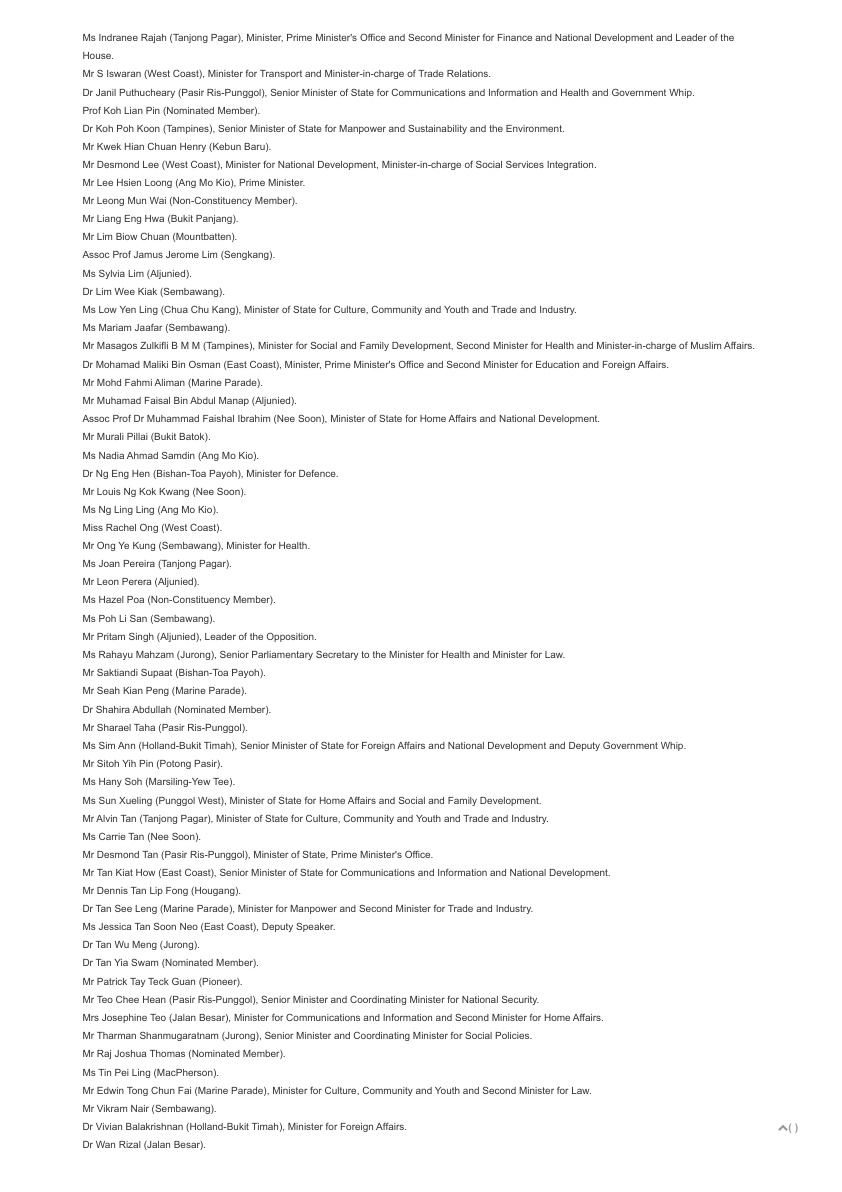 Ms Indranee Rajah (Tanjong Pagar), Minister, Prime Minister's Office and Second Minister for Finance and National Development and Leader of the
House.
Mr S Iswaran (West Coast), Minister for Transport and Minister-in-charge of Trade Relations.
Dr Janil Puthucheary (Pasir Ris-Punggol), Senior Minister of State for Communications and Information and Health and Government Whip.
Prof Koh Lian Pin (Nominated Member).
Dr Koh Poh Koon (Tampines), Senior Minister of State for Manpower and Sustainability and the Environment.
Mr Kwek Hian Chuan Henry (Kebun Baru).
Mr Desmond Lee (West Coast), Minister for National Development, Minister-in-charge of Social Services Integration.
Mr Lee Hsien Loong (Ang Mo Kio), Prime Minister.
Mr Leong Mun Wai (Non-Constituency Member).
Mr Liang Eng Hwa (Bukit Panjang).
Mr Lim Biow Chuan (Mountbatten).
Assoc Prof Jamus Jerome Lim (Sengkang).
Ms Sylvia Lim (Aljunied).
Dr Lim Wee Kiak (Sembawang).
Ms Low Yen Ling (Chua Chu Kang), Minister of State for Culture, Community and Youth and Trade and Industry.
Ms Mariam Jaafar (Sembawang).
Mr Masagos Zulkifli B M M (Tampines), Minister for Social and Family Development, Second Minister for Health and Minister-in-charge of Muslim Affairs.
Dr Mohamad Maliki Bin Osman (East Coast), Minister, Prime Minister's Office and Second Minister for Education and Foreign Affairs.
Mr Mohd Fahmi Aliman (Marine Parade).
Mr Muhamad Faisal Bin Abdul Manap (Aljunied).
Assoc Prof Dr Muhammad Faishal Ibrahim (Nee Soon), Minister of State for Home Affairs and National Development.
Mr Murali Pillai (Bukit Batok).
Ms Nadia Ahmad Samdin (Ang Mo Kio).
Dr Ng Eng Hen (Bishan-Toa Payoh), Minister for Defence.
Mr Louis Ng Kok Kwang (Nee Soon).
Ms Ng Ling Ling (Ang Mo Kio).
Miss Rachel Ong (West Coast).
Mr Ong Ye Kung (Sembawang), Minister for Health.
Ms Joan Pereira (Tanjong Pagar).
Mr Leon Perera (Aljunied).
Ms Hazel Poa (Non-Constituency Member).
Ms Poh Li San (Sembawang).
Mr Pritam Singh (Aljunied), Leader of the Opposition.
Ms Rahayu Mahzam (Jurong), Senior Parliamentary Secretary to the Minister for Health and Minister for Law.
Mr Saktiandi Supaat (Bishan-Toa Payoh).
Mr Seah Kian Peng (Marine Parade).
Dr Shahira Abdullah (Nominated Member).
Mr Sharael Taha (Pasir Ris-Punggol).
Ms Sim Ann (Holland-Bukit Timah), Senior Minister of State for Foreign Affairs and National Development and Deputy Government Whip.
Mr Sitoh Yih Pin (Potong Pasir).
Ms Hany Soh (Marsiling-Yew Tee).
Ms Sun Xueling (Punggol West), Minister of State for Home Affairs and Social and Family Development.
Mr Alvin Tan (Tanjong Pagar), Minister of State for Culture, Community and Youth and Trade and Industry.
Ms Carrie Tan (Nee Soon).
Mr Desmond Tan (Pasir Ris-Punggol), Minister of State, Prime Minister's Office.
Mr Tan Kiat How (East Coast), Senior Minister of State for Communications and Information and National Development.
Mr Dennis Tan Lip Fong (Hougang).
Dr Tan See Leng (Marine Parade), Minister for Manpower and Second Minister for Trade and Industry.
Ms Jessica Tan Soon Neo (East Coast), Deputy Speaker.
Dr Tan Wu Meng (Jurong).
Dr Tan Yia Swam (Nominated Member).
Mr Patrick Tay Teck Guan (Pioneer).
Mr Teo Chee Hean (Pasir Ris-Punggol), Senior Minister and Coordinating Minister for National Security.
Mrs Josephine Teo (Jalan Besar), Minister for Communications and Information and Second Minister for Home Affairs.
Mr Tharman Shanmugaratnam (Jurong), Senior Minister and Coordinating Minister for Social Policies.
Mr Raj Joshua Thomas (Nominated Member).
Ms Tin Pei Ling (MacPherson).
Mr Edwin Tong Chun Fai (Marine Parade), Minister for Culture, Community and Youth and Second Minister for Law.
Mr Vikram Nair (Sembawang).
Dr Vivian Balakrishnan (Holland-Bukit Timah), Minister for Foreign Affairs.
( )
Dr Wan Rizal (Jalan Besar).